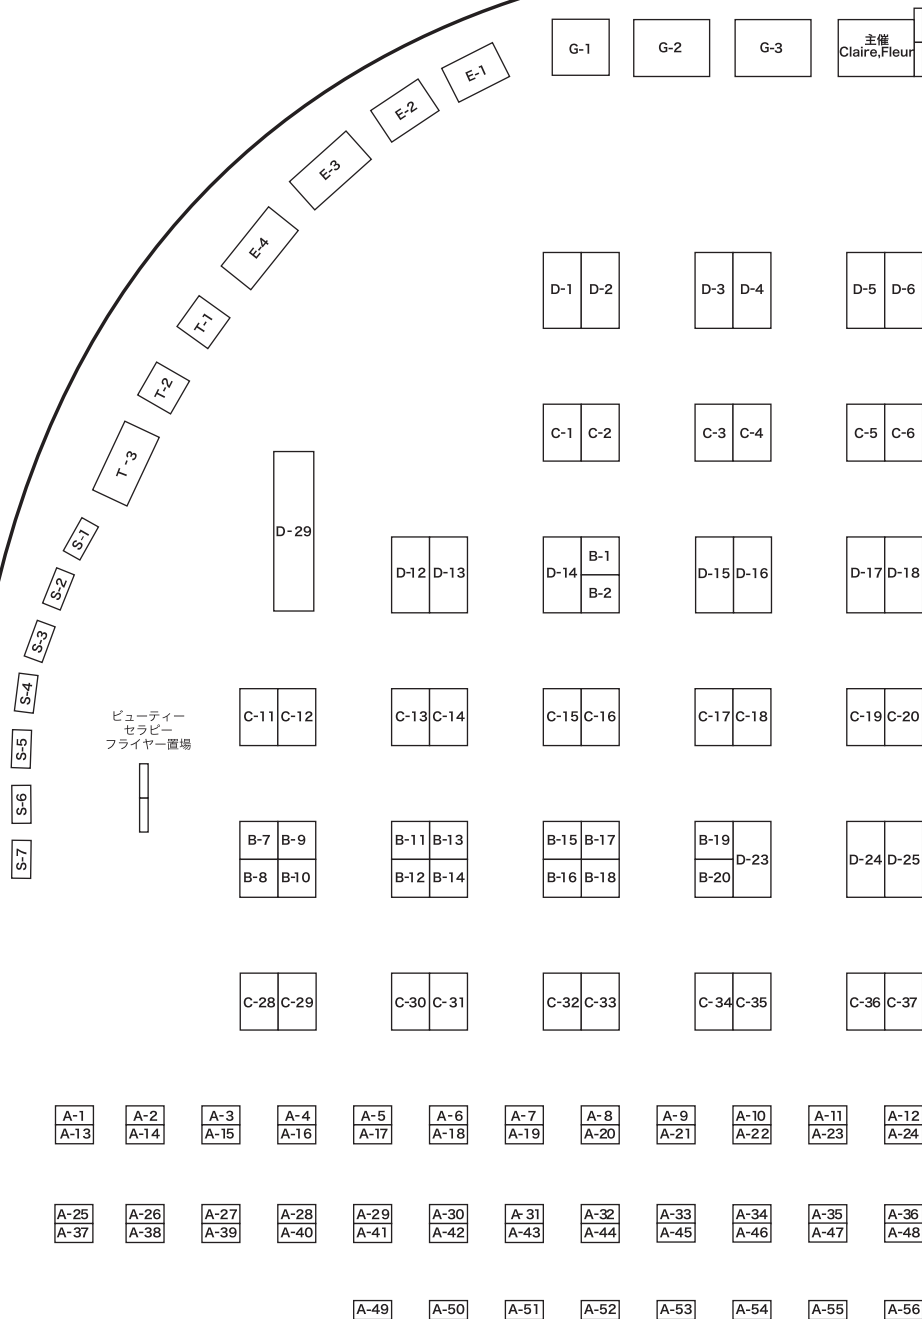 G-1
G-2
G-3
主催
Claire,Fleur
E-1
E-2
E-3
E-4
T-1
T-2
T-3
S-1
S-2
S-3
S-4
S-5
S-6
S-7
D-1 D-2
D-3 D-4
D-5 D-6
C-1 C-2
C-3 C-4
C-5 C-6
D-29
D-12 D-13
D-14
B-1
B-2
D-15 D-16
D-17 D-18
ビューティー
セラピー
フライヤー置場
C-11 C-12
C-13 C-14
C-15 C-16
C-17 C-18
C-19 C-20
B-7 B-9
B-8 B-10
B-11 B-13
B-12 B-14
B-15 B-17
B-16 B-18
B-19
B-20
D-23
D-24 D-25
C-28 C-29
C-30 C-31
C-32 C-33
C-34 C-35
C-36 C-37
A-1 A-2 A-3 A-4 A-5 A-6 A-7 A-8 A-9 A-10 A-11 A-12
A-13 A-14 A-15 A-16 A-17 A-18 A-19 A-20 A-21 A-22 A-23 A-24
A-25 A-26 A-27 A-28 A-29 A-30 A-31 A-32 A-33 A-34 A-35 A-36
A-37 A-38 A-39 A-40 A-41 A-42 A-43 A-44 A-45 A-46 A-47 A-48
A-49 A-50 A-51 A-52 A-53 A-54 A-55 A-56